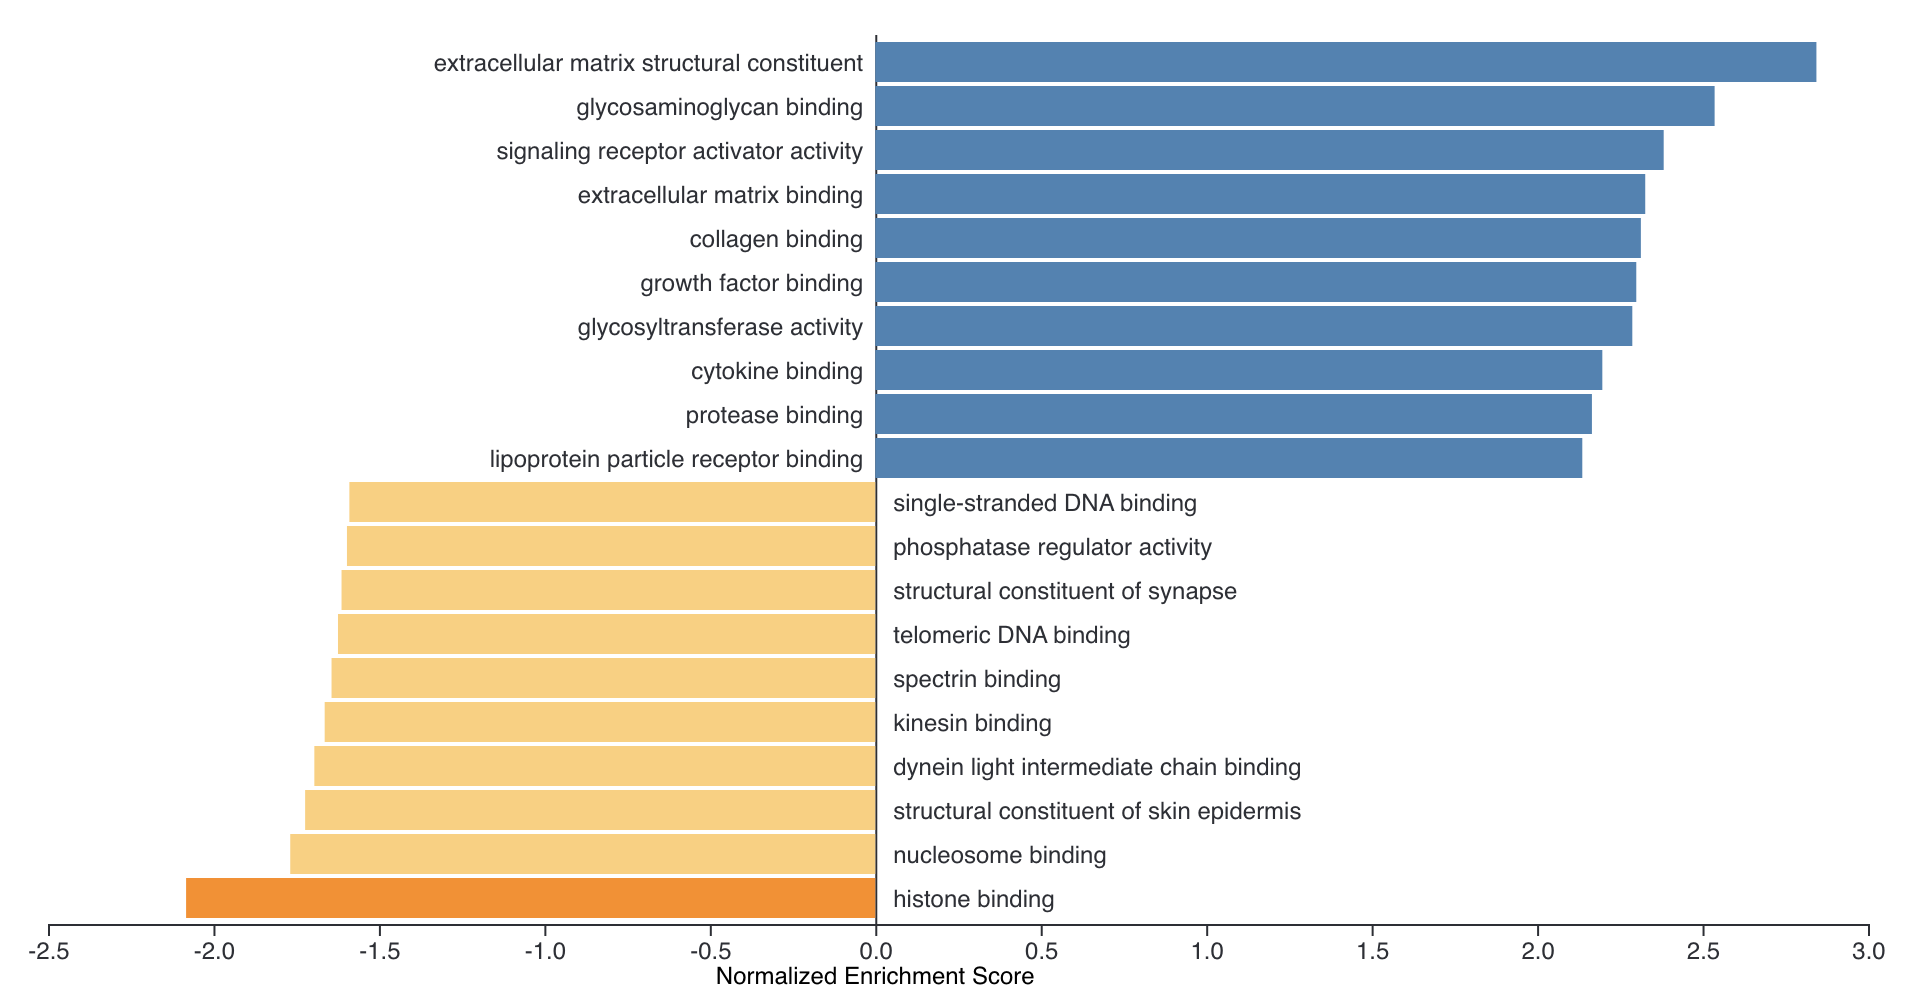 extracellular matrix structural constituent
glycosaminoglycan binding
signaling receptor activator activity
extracellular matrix binding
collagen binding
growth factor binding
glycosyltransferase activity
cytokine binding
protease binding
lipoprotein particle receptor binding
single-stranded DNA binding
phosphatase regulator activity
structural constituent of synapse
telomeric DNA binding
spectrin binding
kinesin binding
dynein light intermediate chain binding
structural constituent of skin epidermis
nucleosome binding
histone binding
-2.5 -2.0 -1.5 -1.0 -0.5 0.0 0.5 1.0 1.5 2.0 2.5 3.0
Normalized Enrichment Score